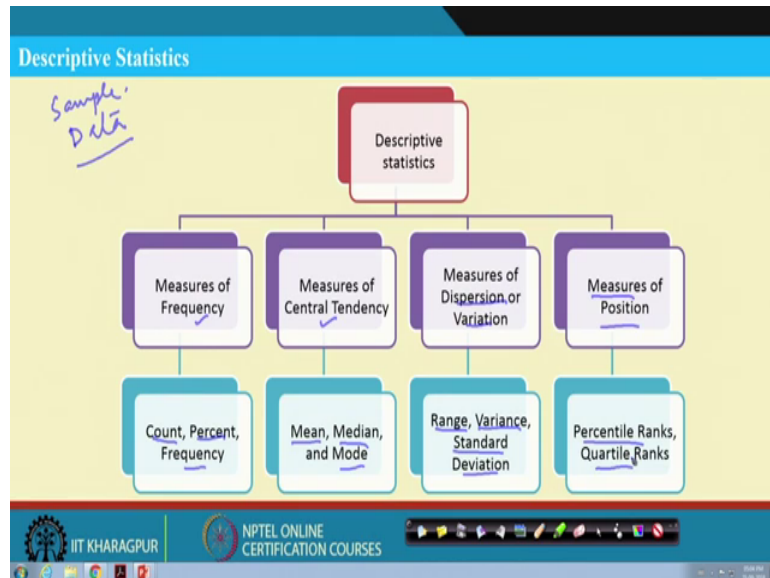 Descriptive Statistics
Sample.
Data
Descriptive
statistics
Measures of
Frequency
Measures of
Central Tendency
Measures of
Dispersion or
Variation
Measures of
Position
Count, Percent,
Frequency
Mean, Median,
and Mode
Range, Variance,
Standard
Deviation
Percentile Ranks,
Quartile Ranks
IIT KHARAGPUR
NPTEL ONLINE
CERTIFICATION COURSES